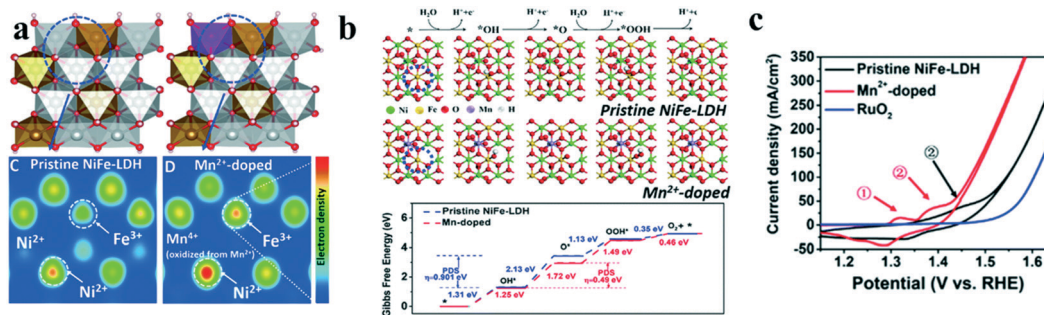 a
C
Pristine NiFe-LDH
D
Mn²⁺-doped
Ni²⁺
Fe³⁺
Ni²⁺
Mn⁴⁺
(oxidized from Mn²⁺)
Fe³⁺
Ni²⁺
Electron density
b
H₂O H⁺+e⁻ H⁺+e⁻ H₂O H⁺+e⁻ H⁺+e
* *OH *O *OOH *
Ni Fe O Mn H
Pristine NiFe-LDH
Mn²⁺-doped
Gibbs Free Energy (eV)
6
4
2
0
Pristine NiFe-LDH
Mn-doped
PDS
η=0.901 eV
*
1.31 eV
1.25 eV
OH*
2.13 eV
1.72 eV
O*
PDS
η=0.49 eV
1.13 eV
1.49 eV
OOH*
0.35 eV
0.46 eV
O₂+ *
c
Current density (mA/cm²)
350
300
250
200
150
100
50
0
50
Pristine NiFe-LDH
Mn²⁺-doped
RuO₂
① ② ②
1.2 1.3 1.4 1.5 1.6
Potential (V vs. RHE)